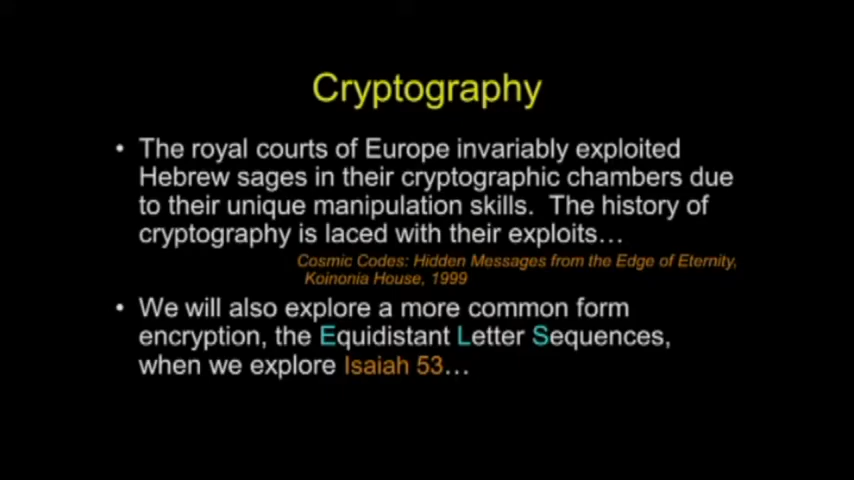 Cryptography
• The royal courts of Europe invariably exploited
Hebrew sages in their cryptographic chambers due
to their unique manipulation skills.  The history of
cryptography is laced with their exploits…
Cosmic Codes: Hidden Messages from the Edge of Eternity,
Koinonia House, 1999
• We will also explore a more common form
encryption, the Equidistant Letter Sequences,
when we explore Isaiah 53…